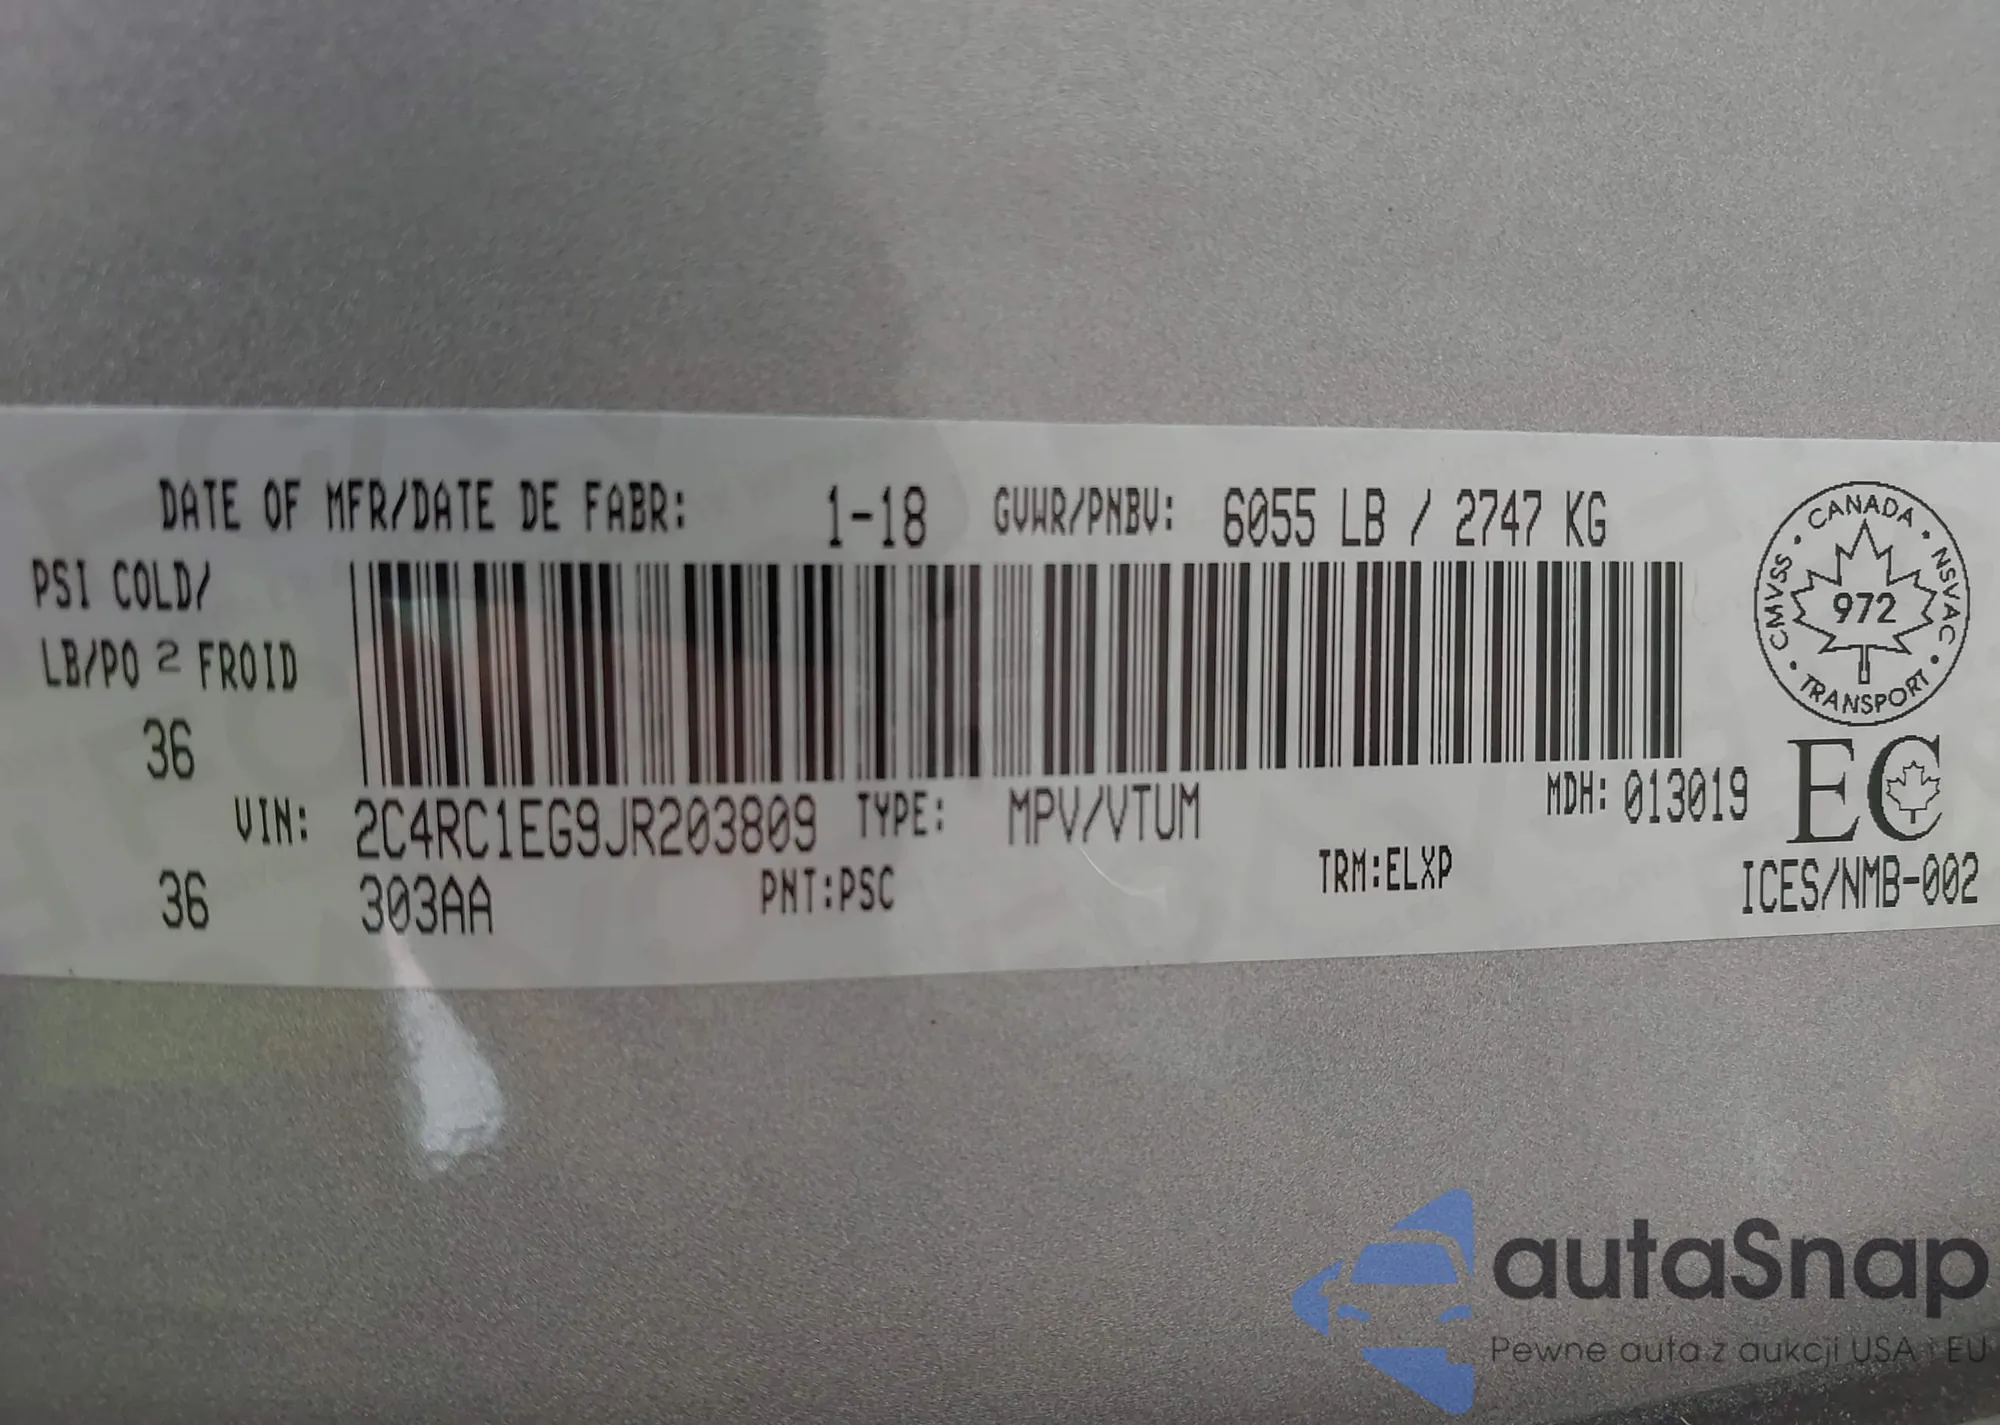 DATE OF MFR/DATE DE FABR: 1-18 GVWR/PNBV: 6055 LB / 2747 KG
PSI COLD/
LB/PO 2 FROID
36
VIN: 2C4RC1EG9JR203809 TYPE: MPV/VTUM MDH: 013019
36 303AA PNT:PSC TRM:ELXP
CANADA • NSVAC • TRANSPORT • CMVSS •
972
EC
ICES/NMB-002
autaSnap
Pewne auta z aukcji USA i EU